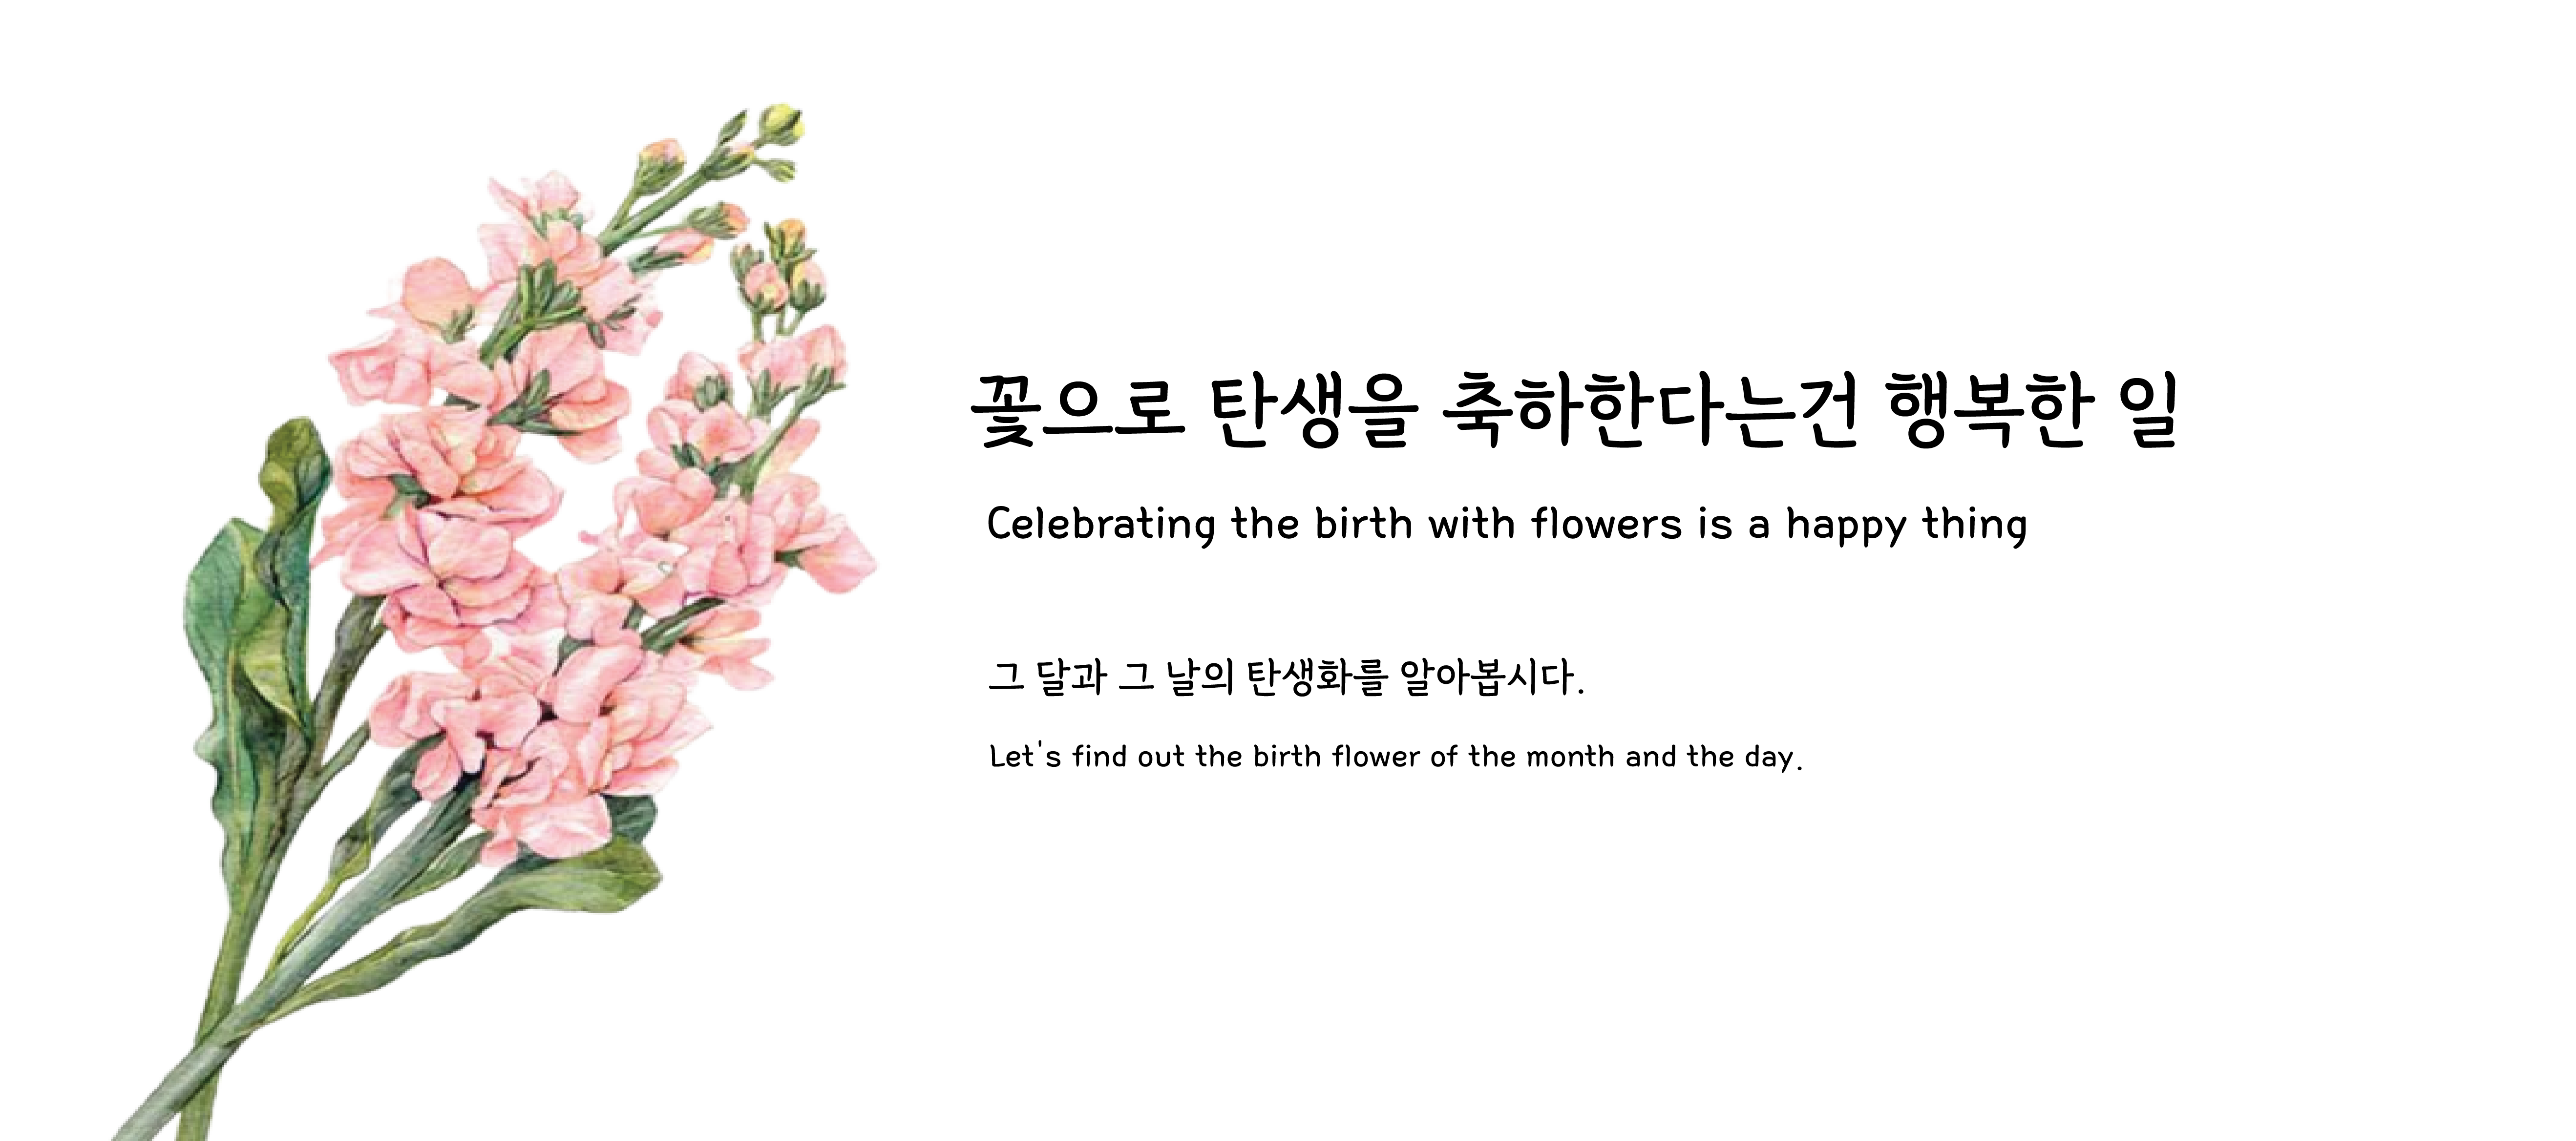 꽃으로 탄생을 축하한다는건 행복한 일
Celebrating the birth with flowers is a happy thing
그 달과 그 날의 탄생화를 알아봅시다.
Let's find out the birth flower of the month and the day.